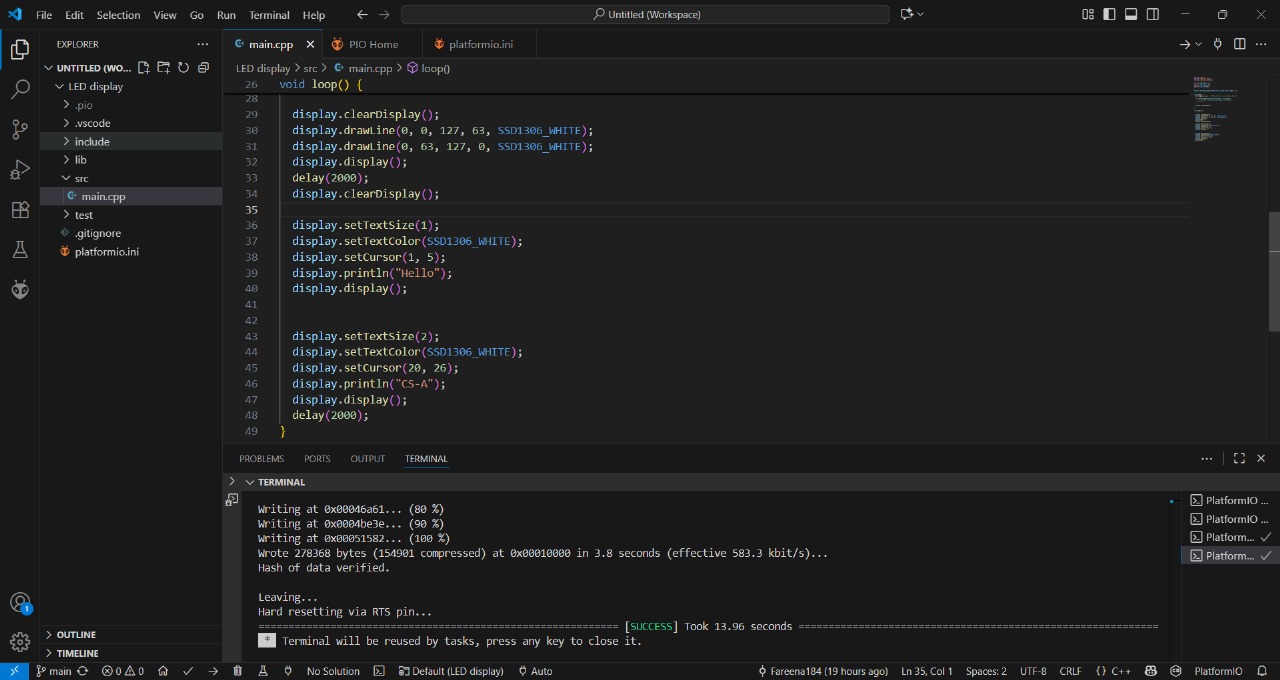 File Edit Selection View Go Run Terminal Help
Untitled (Workspace)
EXPLORER
UNTITLED (WO...
LED display
.pio
.vscode
include
lib
src
main.cpp
test
.gitignore
platformio.ini
OUTLINE
TIMELINE
main.cpp PIO Home platformio.ini
LED display > src > main.cpp > loop()
26 void loop() {
28
29 display.clearDisplay();
30 display.drawLine(0, 0, 127, 63, SSD1306_WHITE);
31 display.drawLine(0, 63, 127, 0, SSD1306_WHITE);
32 display.display();
33 delay(2000);
34 display.clearDisplay();
35
36 display.setTextSize(1);
37 display.setTextColor(SSD1306_WHITE);
38 display.setCursor(1, 5);
39 display.println("Hello");
40 display.display();
41
42
43 display.setTextSize(2);
44 display.setTextColor(SSD1306_WHITE);
45 display.setCursor(20, 26);
46 display.println("CS-A");
47 display.display();
48 delay(2000);
49 }
PROBLEMS PORTS OUTPUT TERMINAL
TERMINAL
Writing at 0x00046a61... (80 %)
Writing at 0x0004be3e... (90 %)
Writing at 0x00051582... (100 %)
Wrote 278368 bytes (154901 compressed) at 0x00010000 in 3.8 seconds (effective 583.3 kbit/s)...
Hash of data verified.
Leaving...
Hard resetting via RTS pin...
[SUCCESS] Took 13.96 seconds
* Terminal will be reused by tasks, press any key to close it.
PlatformIO ...
PlatformIO ...
Platform...
Platform...
1
main 0 0 No Solution Default (LED display) Auto Fareena184 (19 hours ago) Ln 35, Col 1 Spaces: 2 UTF-8 CRLF {} C++ PlatformIO